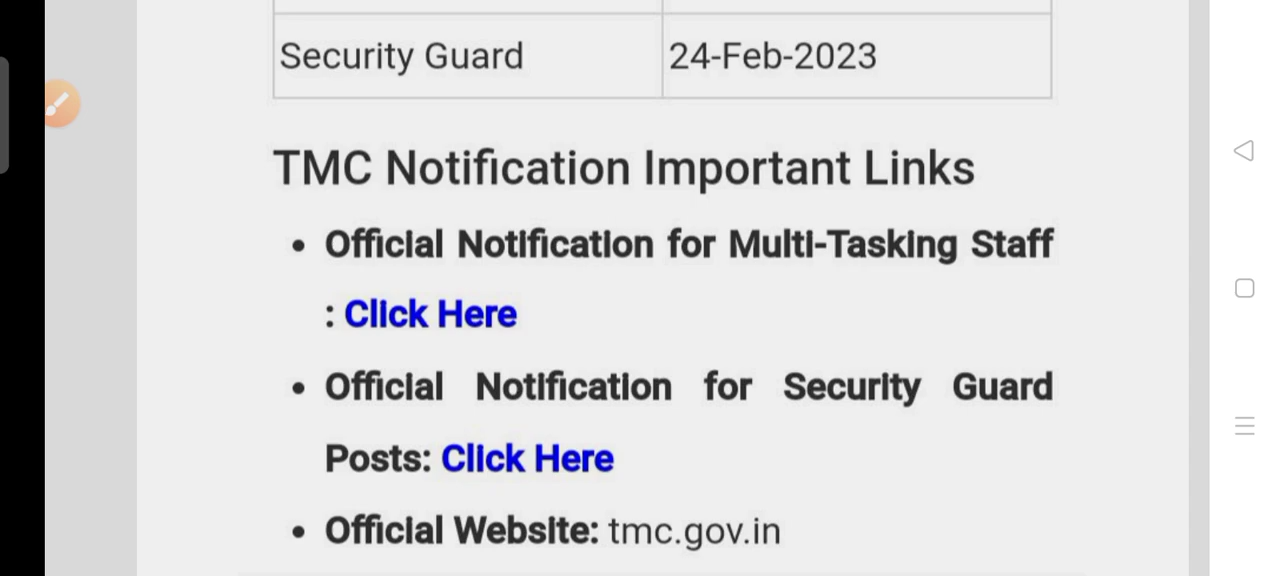 Security Guard 24-Feb-2023
TMC Notification Important Links
Official Notification for Multi-Tasking Staff
: Click Here
Official Notification for Security Guard
Posts: Click Here
Official Website: tmc.gov.in